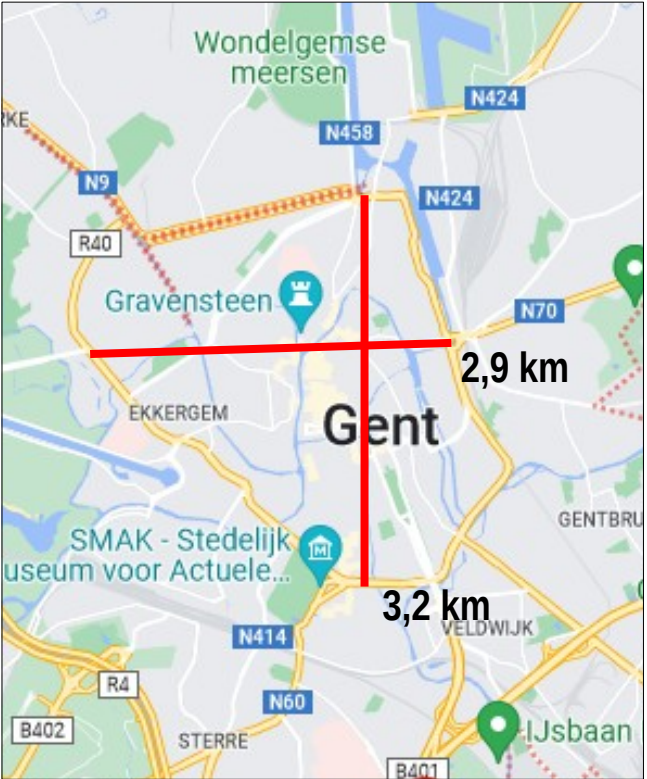 Wondelgemse
meersen
N424
RKE
N458
N9
N424
R40
Gravensteen
N70
2,9 km
EKKERGEM
Gent
GENTBRU
SMAK - Stedelijk
useum voor Actuele...
3,2 km
VELDWIJK
N414
R4
N60
B402
STERRE
IJsbaan
B401